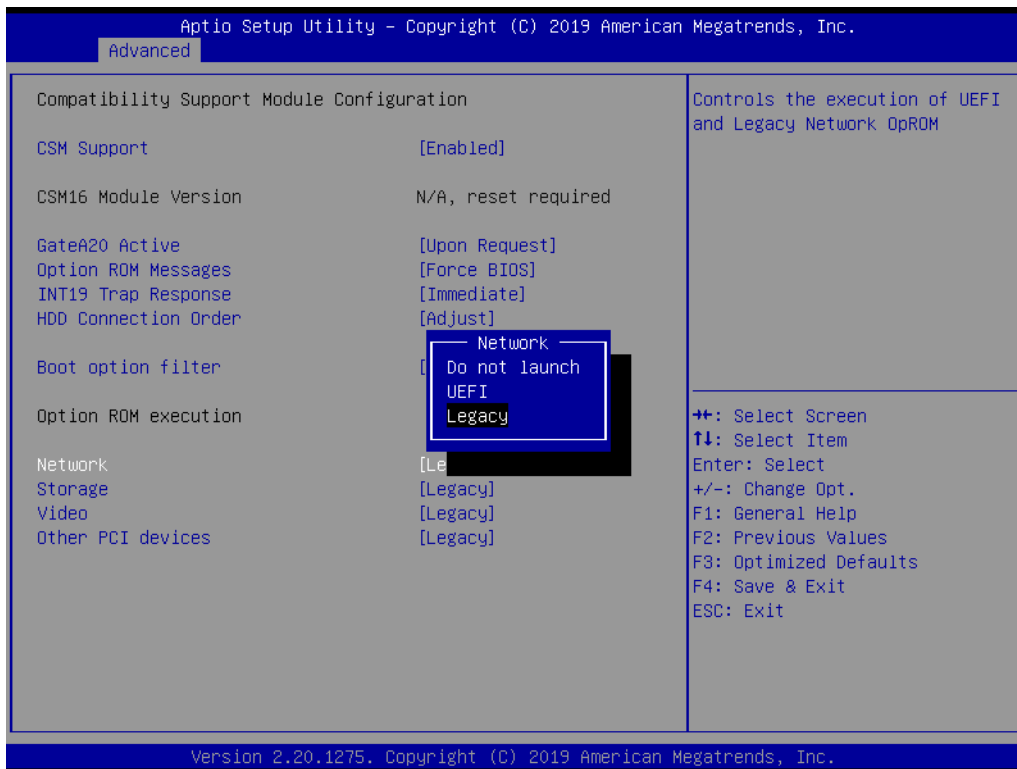 Aptio Setup Utility – Copyright (C) 2019 American Megatrends, Inc.
Advanced
Compatibility Support Module Configuration
CSM Support [Enabled]
CSM16 Module Version N/A, reset required
GateA20 Active [Upon Request]
Option ROM Messages [Force BIOS]
INT19 Trap Response [Immediate]
HDD Connection Order [Adjust]
Boot option filter [
Option ROM execution
Network [Le
Storage [Legacy]
Video [Legacy]
Other PCI devices [Legacy]
Network
Do not launch
UEFI
Legacy
Controls the execution of UEFI
and Legacy Network OpROM
→←: Select Screen
↑↓: Select Item
Enter: Select
+/-: Change Opt.
F1: General Help
F2: Previous Values
F3: Optimized Defaults
F4: Save & Exit
ESC: Exit
Version 2.20.1275. Copyright (C) 2019 American Megatrends, Inc.